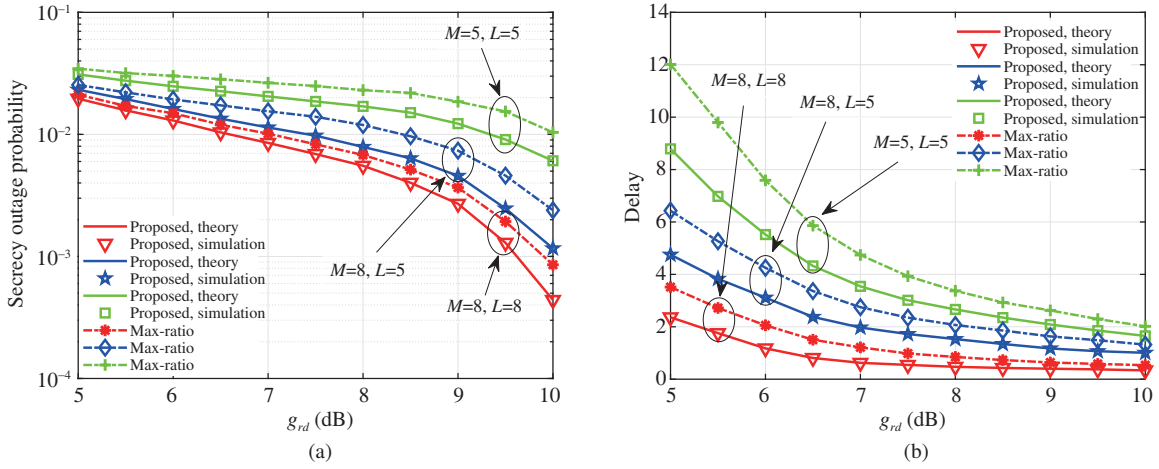 10⁻¹
10⁻²
10⁻³
10⁻⁴
Secrecy outage probability
M=5, L=5
M=8, L=5
M=8, L=8
Proposed, theory
Proposed, simulation
Proposed, theory
Proposed, simulation
Proposed, theory
Proposed, simulation
Max-ratio
Max-ratio
Max-ratio
5 6 7 8 9 10
g_rd (dB)
(a)
14
12
10
8
6
4
2
0
Delay
Proposed, theory
Proposed, simulation
Proposed, theory
Proposed, simulation
Proposed, theory
Proposed, simulation
Max-ratio
Max-ratio
Max-ratio
M=8, L=8
M=8, L=5
M=5, L=5
5 6 7 8 9 10
g_rd (dB)
(b)